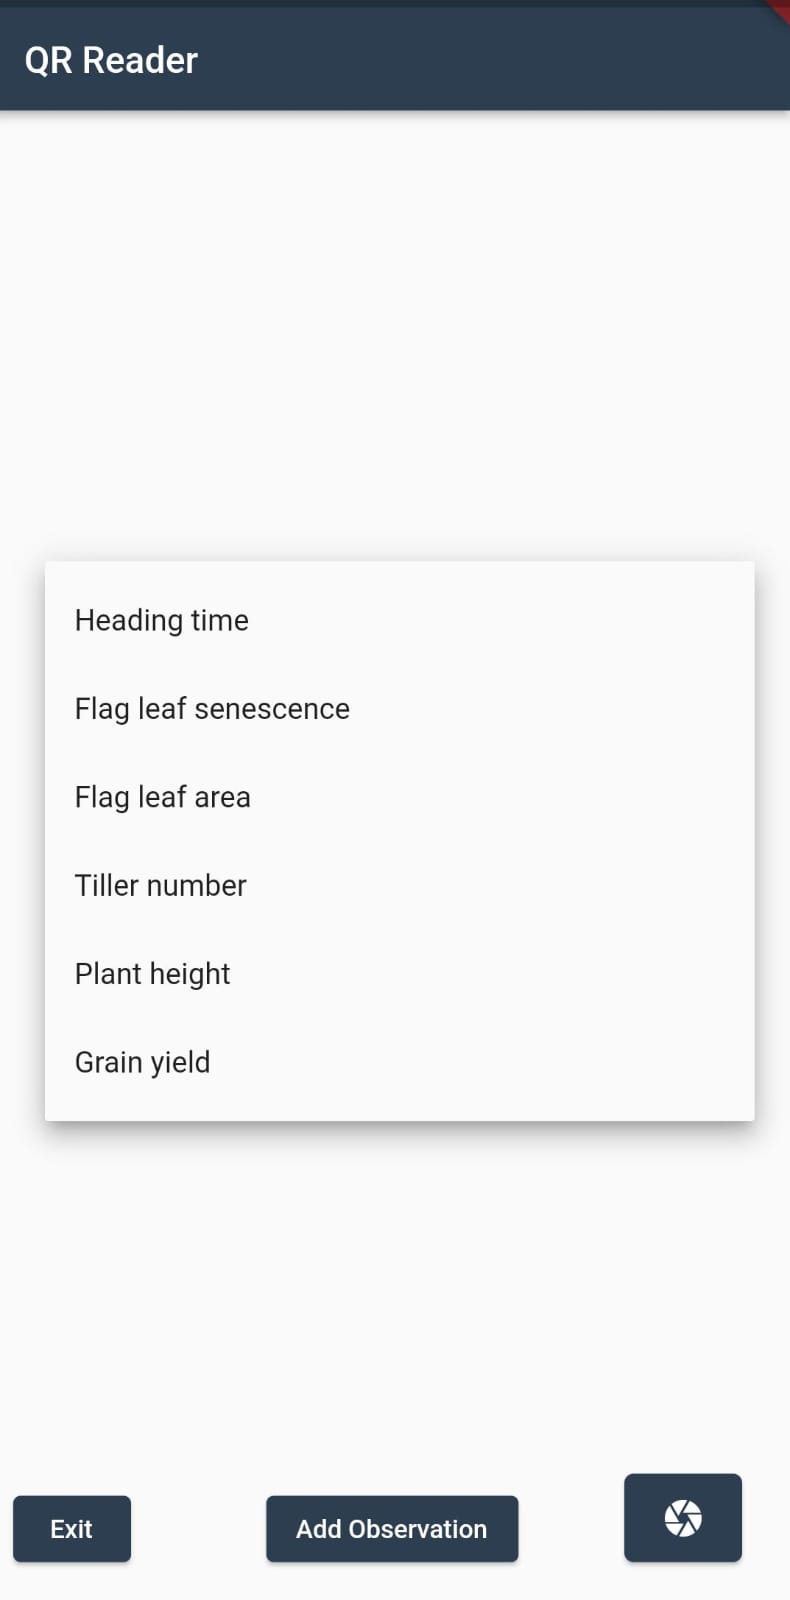 QR Reader
Heading time
Flag leaf senescence
Flag leaf area
Tiller number
Plant height
Grain yield
Exit
Add Observation